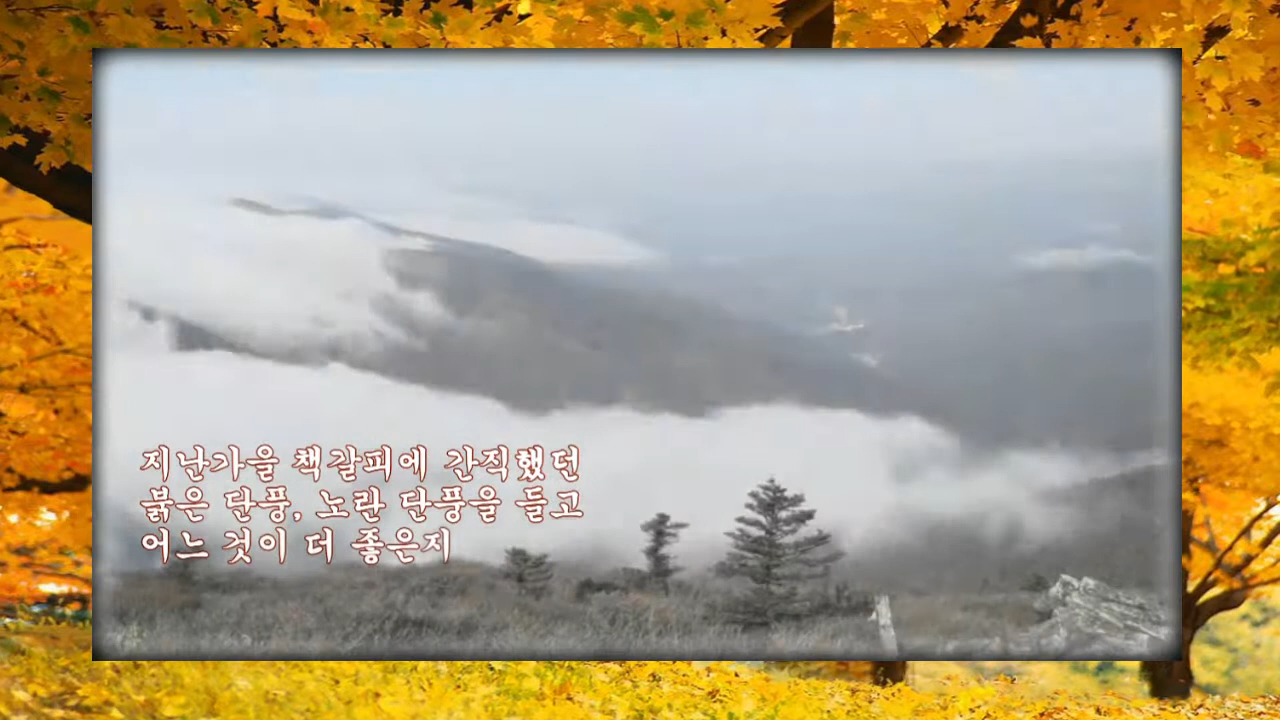 지난가을 책갈피에 간직했던
붉은 단풍, 노란 단풍을 들고
어느 것이 더 좋은지